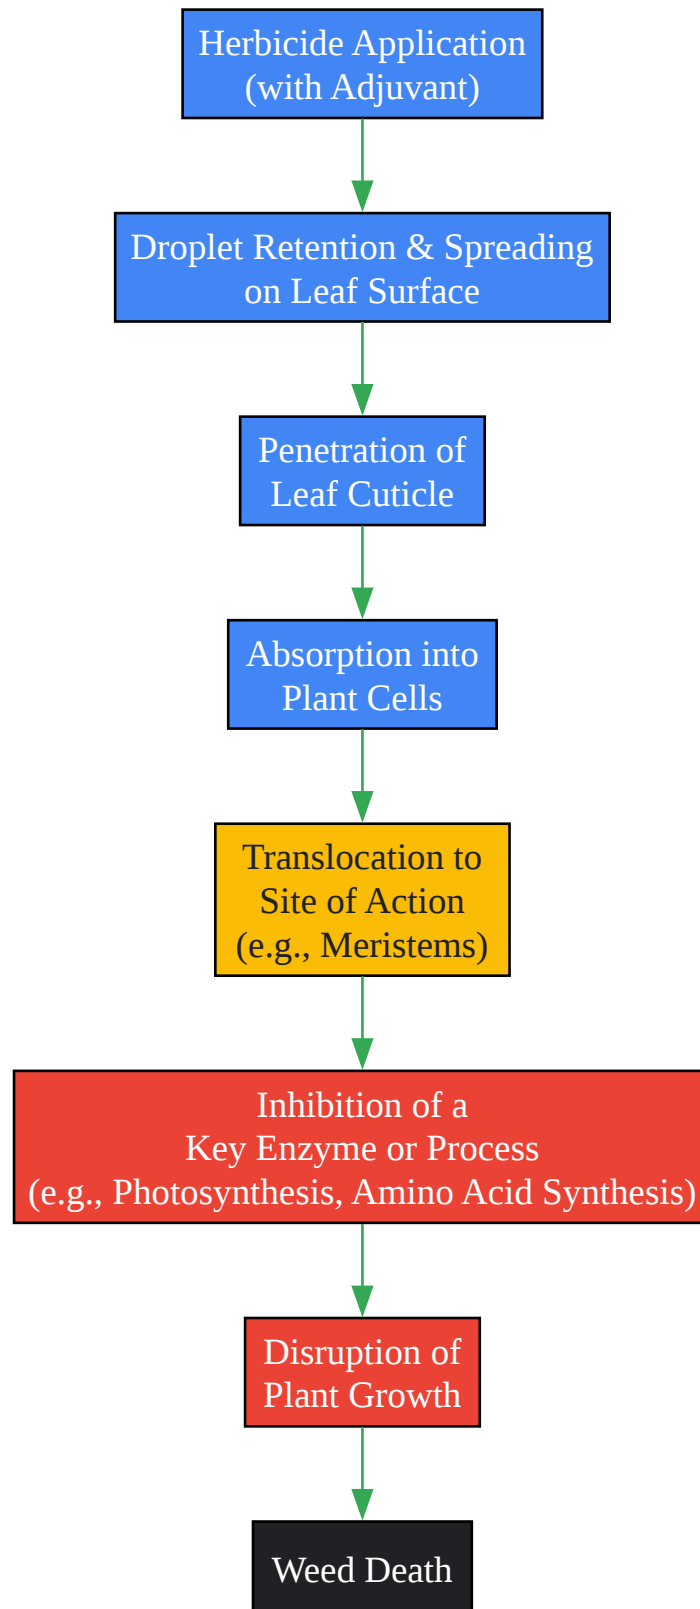 Herbicide Application
(with Adjuvant)
Droplet Retention & Spreading
on Leaf Surface
Penetration of
Leaf Cuticle
Absorption into
Plant Cells
Translocation to
Site of Action
(e.g., Meristems)
Inhibition of a
Key Enzyme or Process
(e.g., Photosynthesis, Amino Acid Synthesis)
Disruption of
Plant Growth
Weed Death